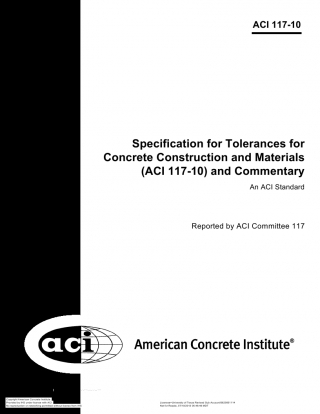 ACI 117-10
Specification for Tolerances for
Concrete Construction and Materials
(ACI 117-10) and Commentary
An ACI Standard
Reported by ACI Committee 117
aci American Concrete Institute®